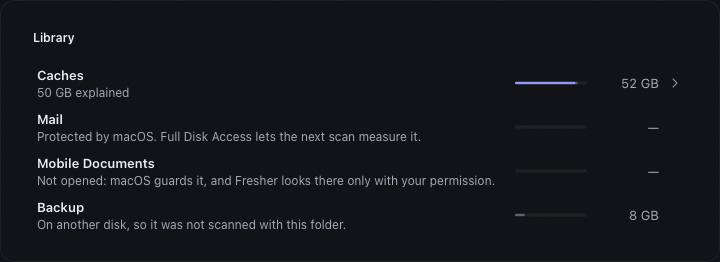 Library
Caches
50 GB explained
52 GB
Mail
Protected by macOS. Full Disk Access lets the next scan measure it.
—
Mobile Documents
Not opened: macOS guards it, and Fresher looks there only with your permission.
—
Backup
On another disk, so it was not scanned with this folder.
8 GB